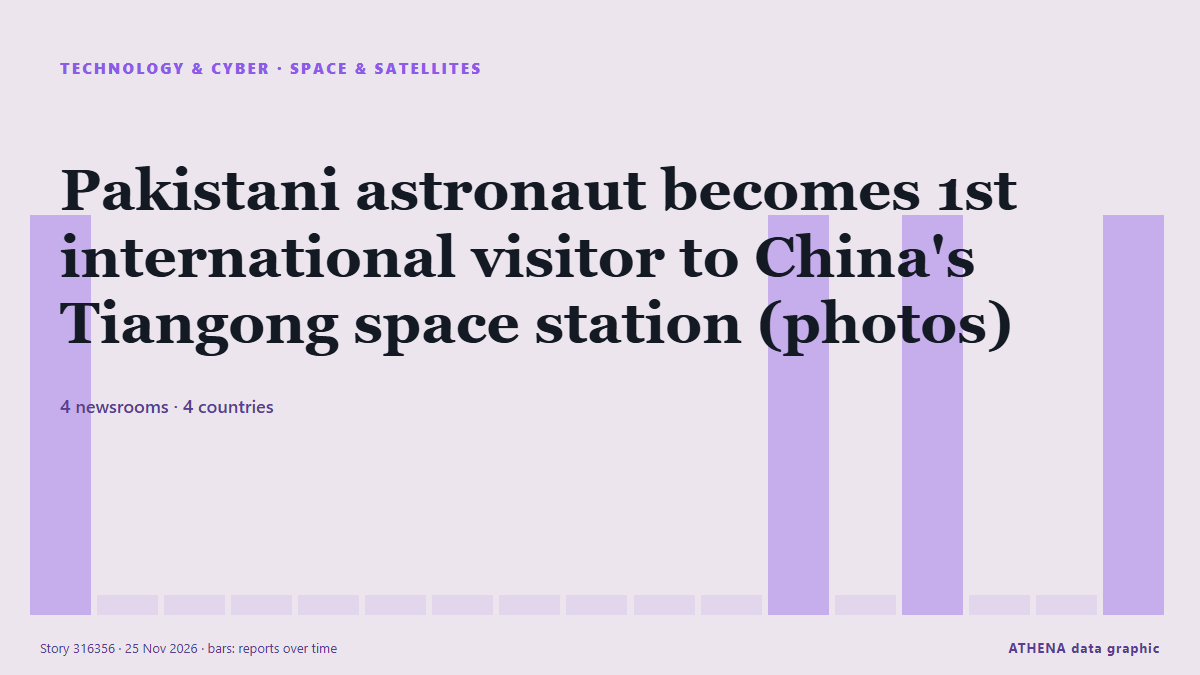 TECHNOLOGY & CYBER · SPACE & SATELLITES
Pakistani astronaut becomes 1st
international visitor to China's
Tiangong space station (photos)
4 newsrooms · 4 countries
Story 316356 · 25 Nov 2026 · bars: reports over time
ATHENA data graphic